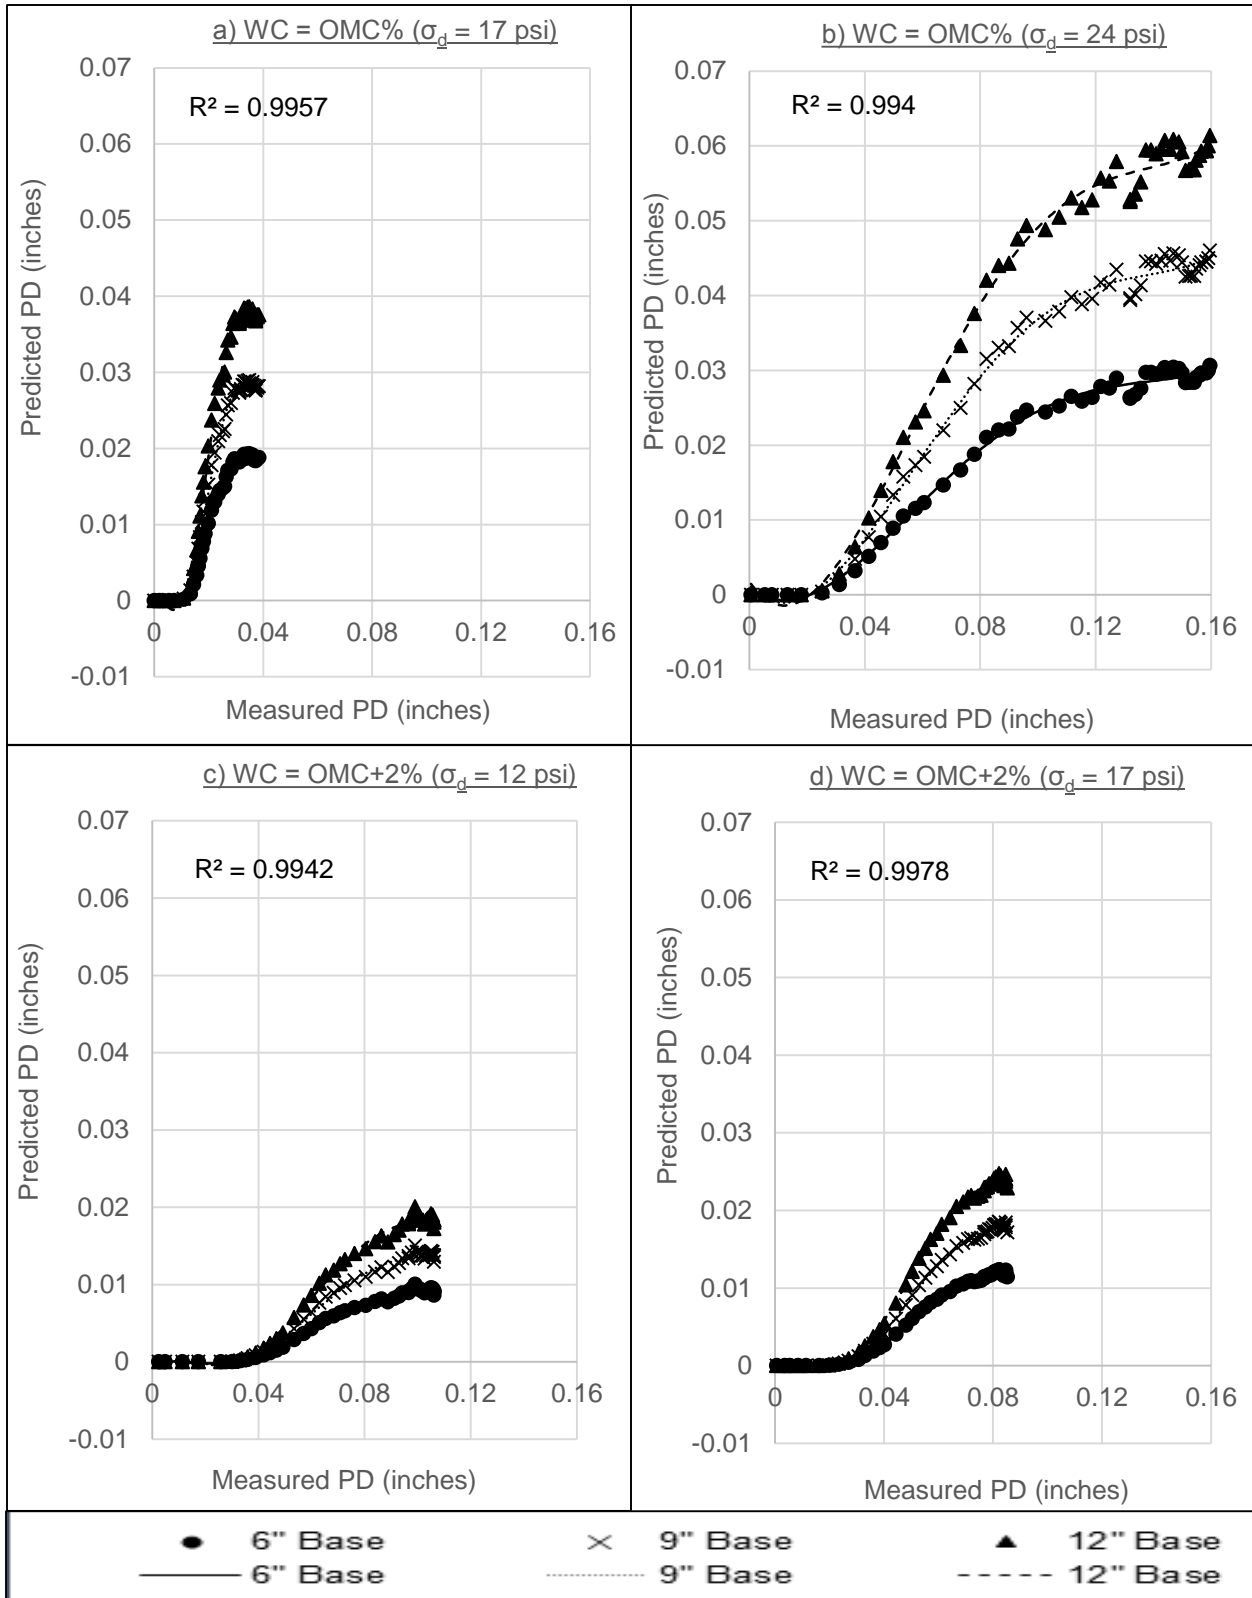 a) WC = OMC% (σd = 17 psi)
R² = 0.9957
Predicted PD (inches)
0.07
0.06
0.05
0.04
0.03
0.02
0.01
0
-0.01
0 0.04 0.08 0.12 0.16
Measured PD (inches)
b) WC = OMC% (σd = 24 psi)
R² = 0.994
Predicted PD (inches)
0.07
0.06
0.05
0.04
0.03
0.02
0.01
0
-0.01
0 0.04 0.08 0.12 0.16
Measured PD (inches)
c) WC = OMC+2% (σd = 12 psi)
R² = 0.9942
Predicted PD (inches)
0.07
0.06
0.05
0.04
0.03
0.02
0.01
0
-0.01
0 0.04 0.08 0.12 0.16
Measured PD (inches)
d) WC = OMC+2% (σd = 17 psi)
R² = 0.9978
Predicted PD (inches)
0.07
0.06
0.05
0.04
0.03
0.02
0.01
0
-0.01
0 0.04 0.08 0.12 0.16
Measured PD (inches)
6" Base 9" Base 12" Base
6" Base 9" Base 12" Base